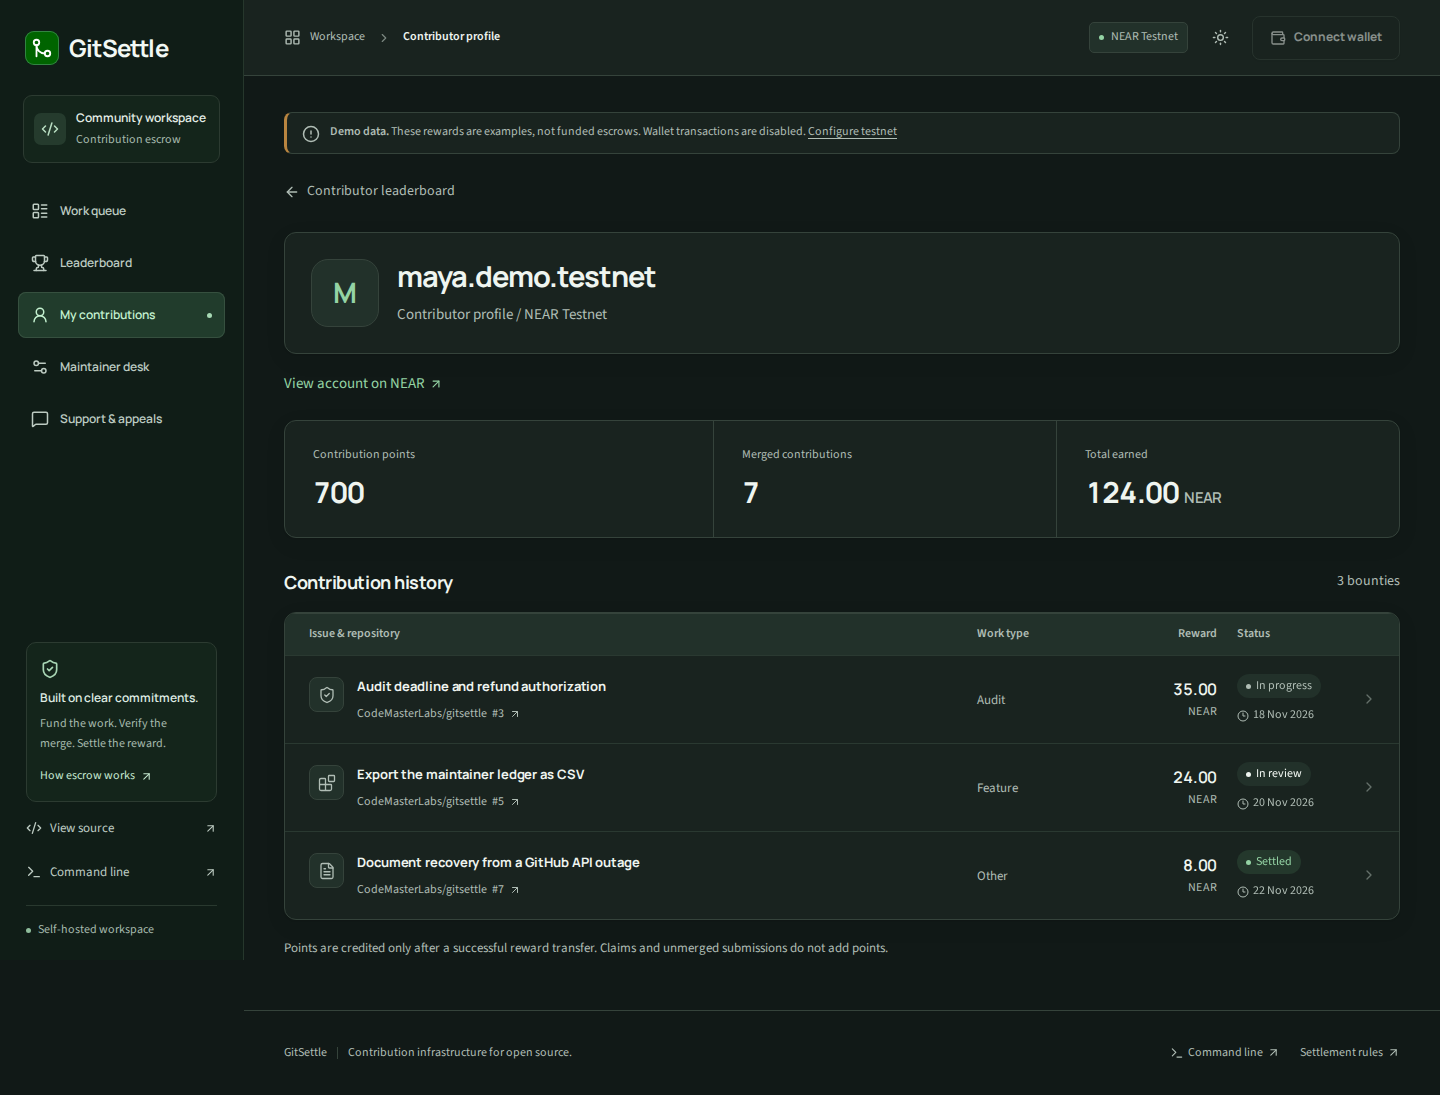 GitSettle
Community workspace
Contribution escrow
Work queue
Leaderboard
My contributions
Maintainer desk
Support & appeals
Built on clear commitments.
Fund the work. Verify the
merge. Settle the reward.
How escrow works
View source
Command line
Self-hosted workspace
Workspace
Contributor profile
NEAR Testnet
Connect wallet
Demo data. These rewards are examples, not funded escrows. Wallet transactions are disabled. Configure testnet
Contributor leaderboard
M
maya.demo.testnet
Contributor profile / NEAR Testnet
View account on NEAR
Contribution points
700
Merged contributions
7
Total earned
124.00 NEAR
Contribution history
3 bounties
Issue & repository Work type Reward Status
Audit deadline and refund authorization
CodeMasterLabs/gitsettle #3
Audit
35.00
NEAR
In progress
18 Nov 2026
Export the maintainer ledger as CSV
CodeMasterLabs/gitsettle #5
Feature
24.00
NEAR
In review
20 Nov 2026
Document recovery from a GitHub API outage
CodeMasterLabs/gitsettle #7
Other
8.00
NEAR
Settled
22 Nov 2026
Points are credited only after a successful reward transfer. Claims and unmerged submissions do not add points.
GitSettle
Contribution infrastructure for open source.
Command line
Settlement rules